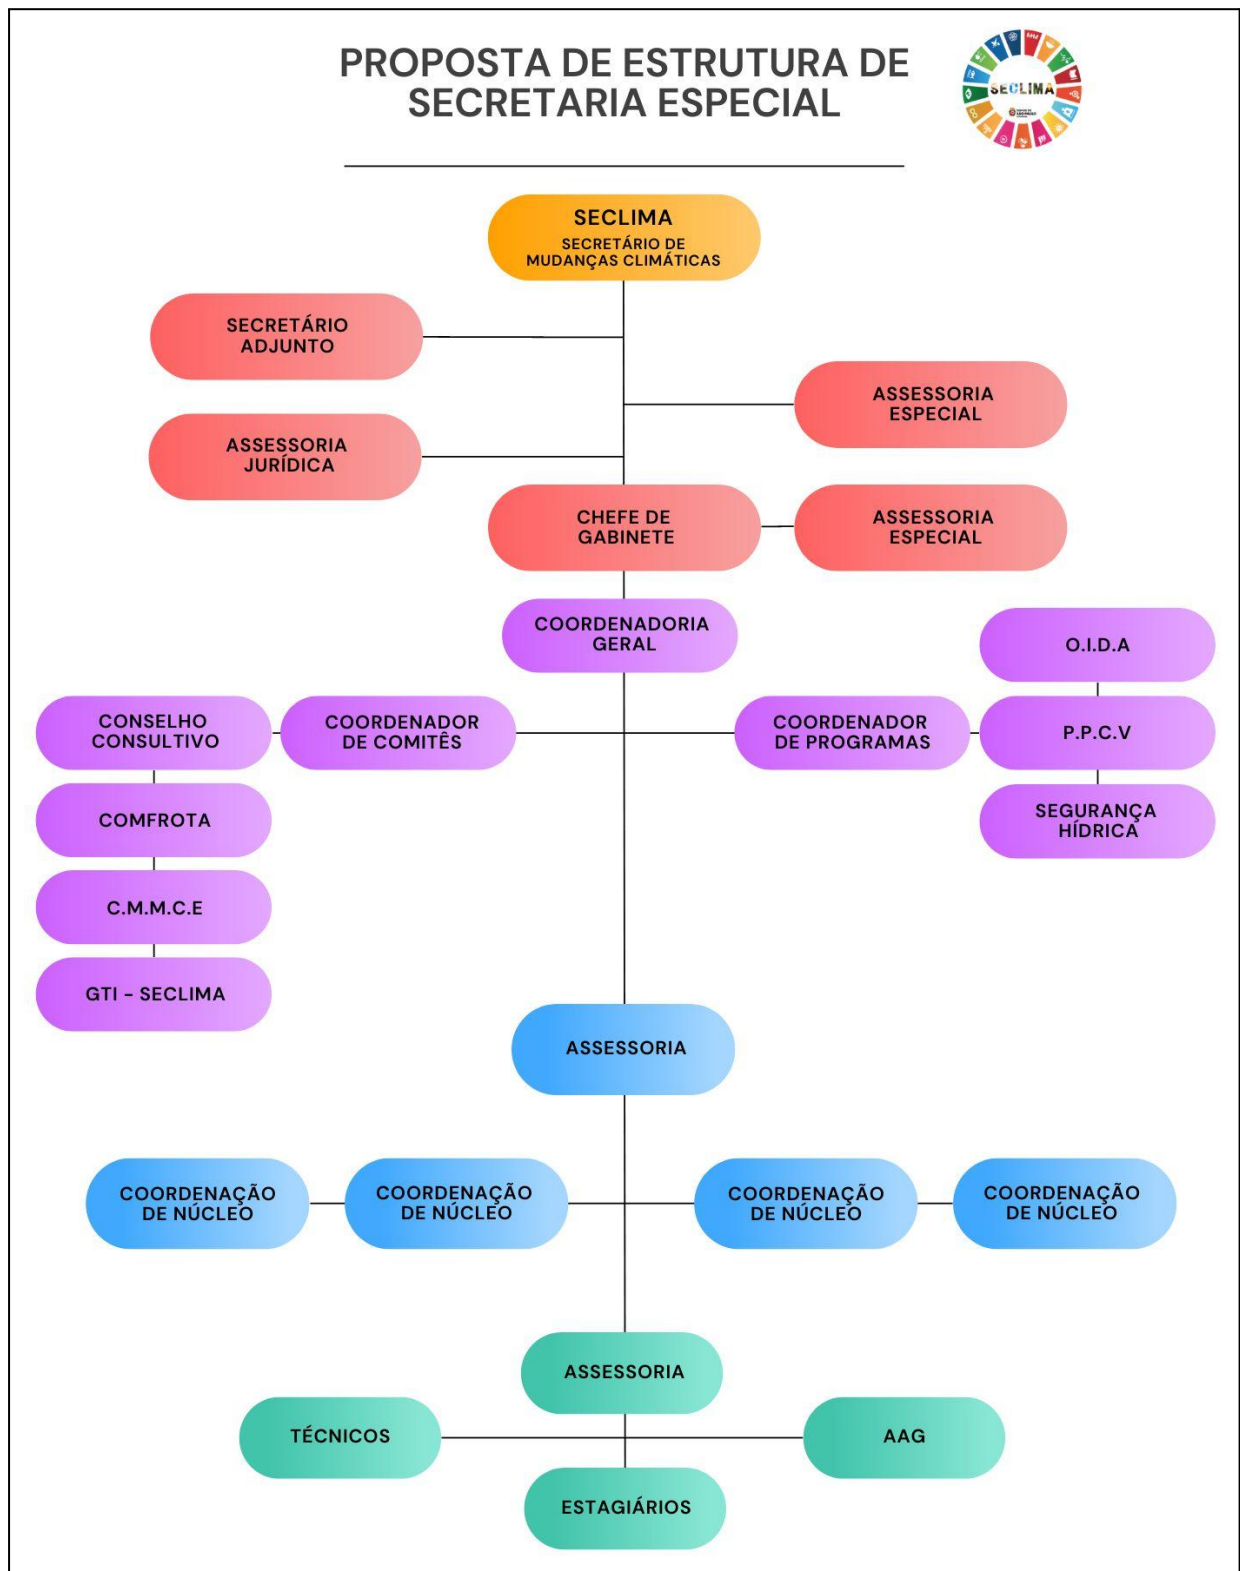 PROPOSTA DE ESTRUTURA DE
SECRETARIA ESPECIAL
SECLIMA
SECLIMA
SECRETÁRIO DE
MUDANÇAS CLIMÁTICAS
SECRETÁRIO
ADJUNTO
ASSESSORIA
ESPECIAL
ASSESSORIA
JURÍDICA
CHEFE DE
GABINETE
ASSESSORIA
ESPECIAL
COORDENADORIA
GERAL
O.I.D.A
CONSELHO
CONSULTIVO
COORDENADOR
DE COMITÊS
COORDENADOR
DE PROGRAMAS
P.P.C.V
COMFROTA
SEGURANÇA
HÍDRICA
C.M.M.C.E
GTI - SECLIMA
ASSESSORIA
COORDENAÇÃO
DE NÚCLEO
COORDENAÇÃO
DE NÚCLEO
COORDENAÇÃO
DE NÚCLEO
COORDENAÇÃO
DE NÚCLEO
ASSESSORIA
TÉCNICOS
AAG
ESTAGIÁRIOS